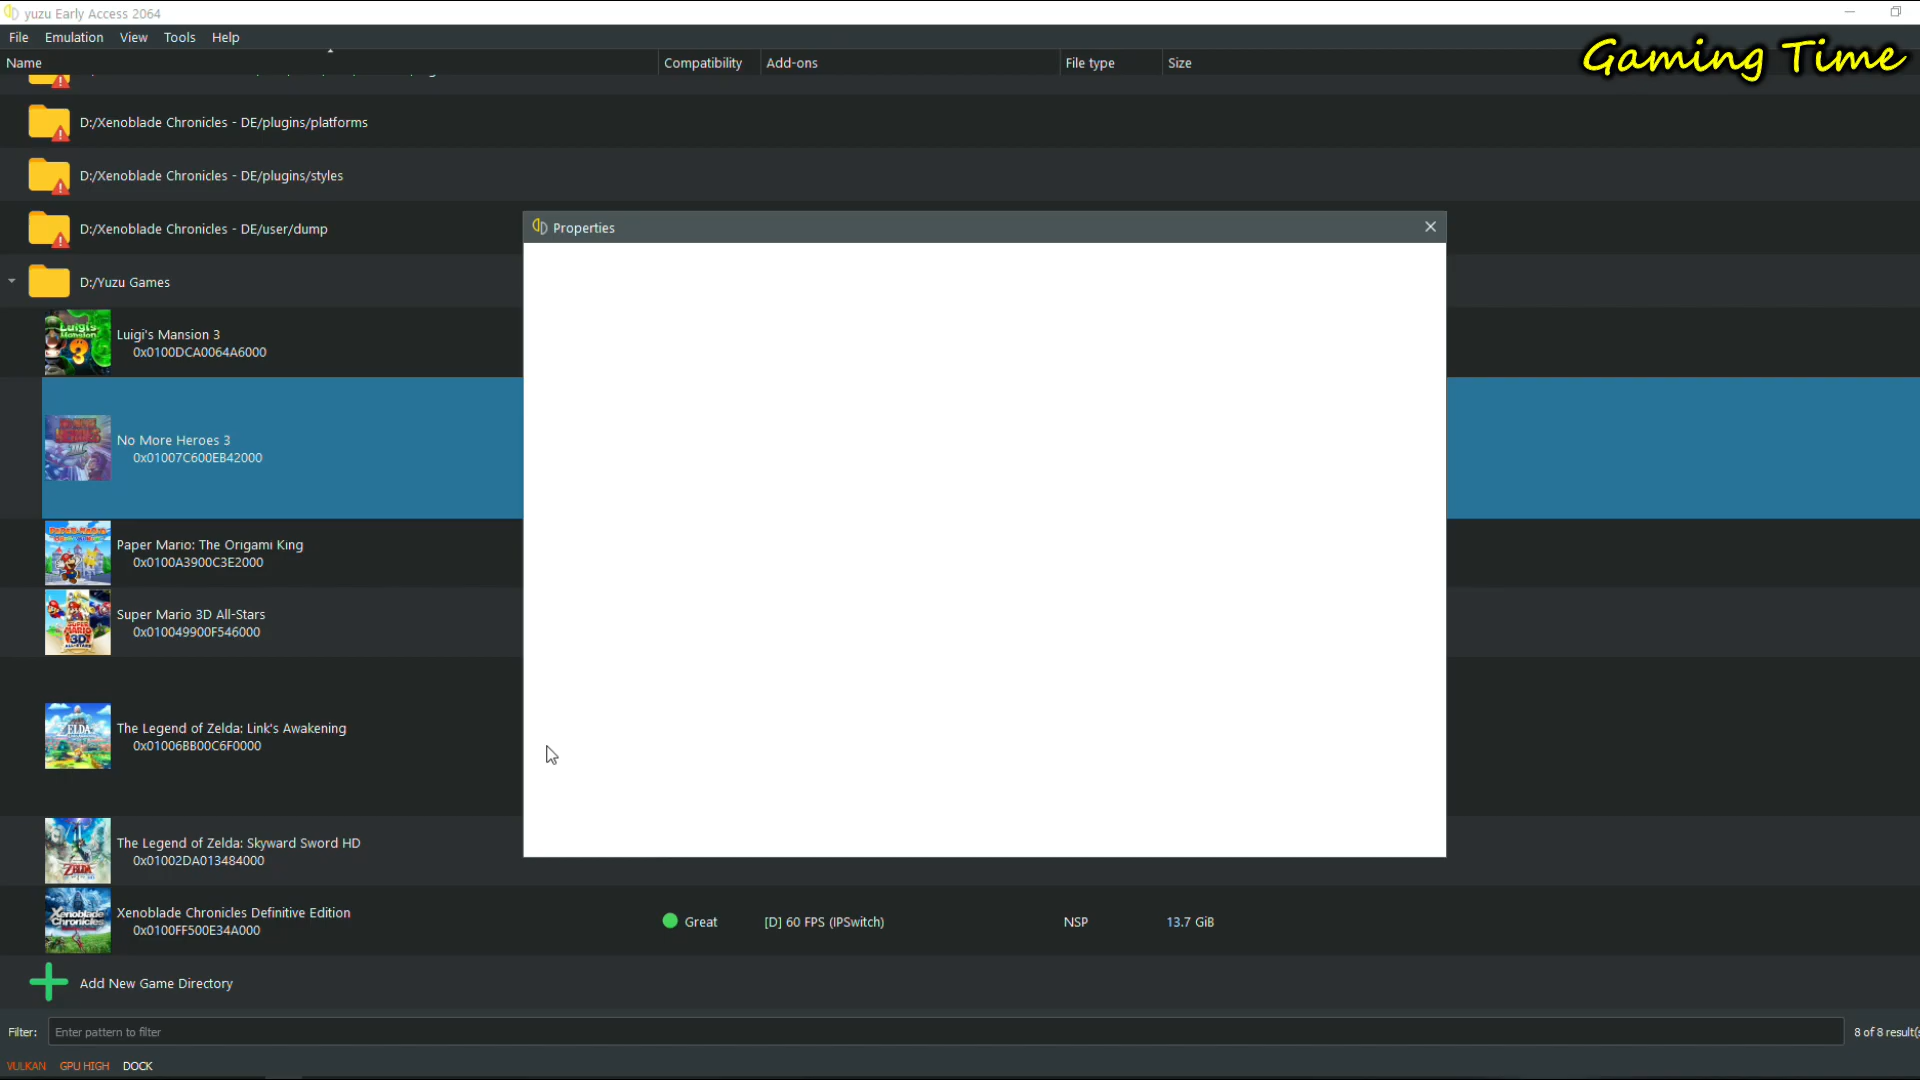 yuzu Early Access 2064
File Emulation View Tools Help
Gaming Time
Name Compatibility Add-ons File type Size
D:/Xenoblade Chronicles - DE/plugins/platforms
D:/Xenoblade Chronicles - DE/plugins/styles
D:/Xenoblade Chronicles - DE/user/dump
Properties
D:/Yuzu Games
Luigi's Mansion 3
0x0100DCA0064A6000
No More Heroes 3
0x01007C600EB42000
Paper Mario: The Origami King
0x0100A3900C3E2000
Super Mario 3D All-Stars
0x010049900F546000
The Legend of Zelda: Link's Awakening
0x01006BB00C6F0000
The Legend of Zelda: Skyward Sword HD
0x01002DA013484000
Xenoblade Chronicles Definitive Edition
0x0100FF500E34A000
Great [D] 60 FPS (IPSwitch) NSP 13.7 GiB
Add New Game Directory
Filter: Enter pattern to filter 8 of 8 result(s
VULKAN GPU HIGH DOCK